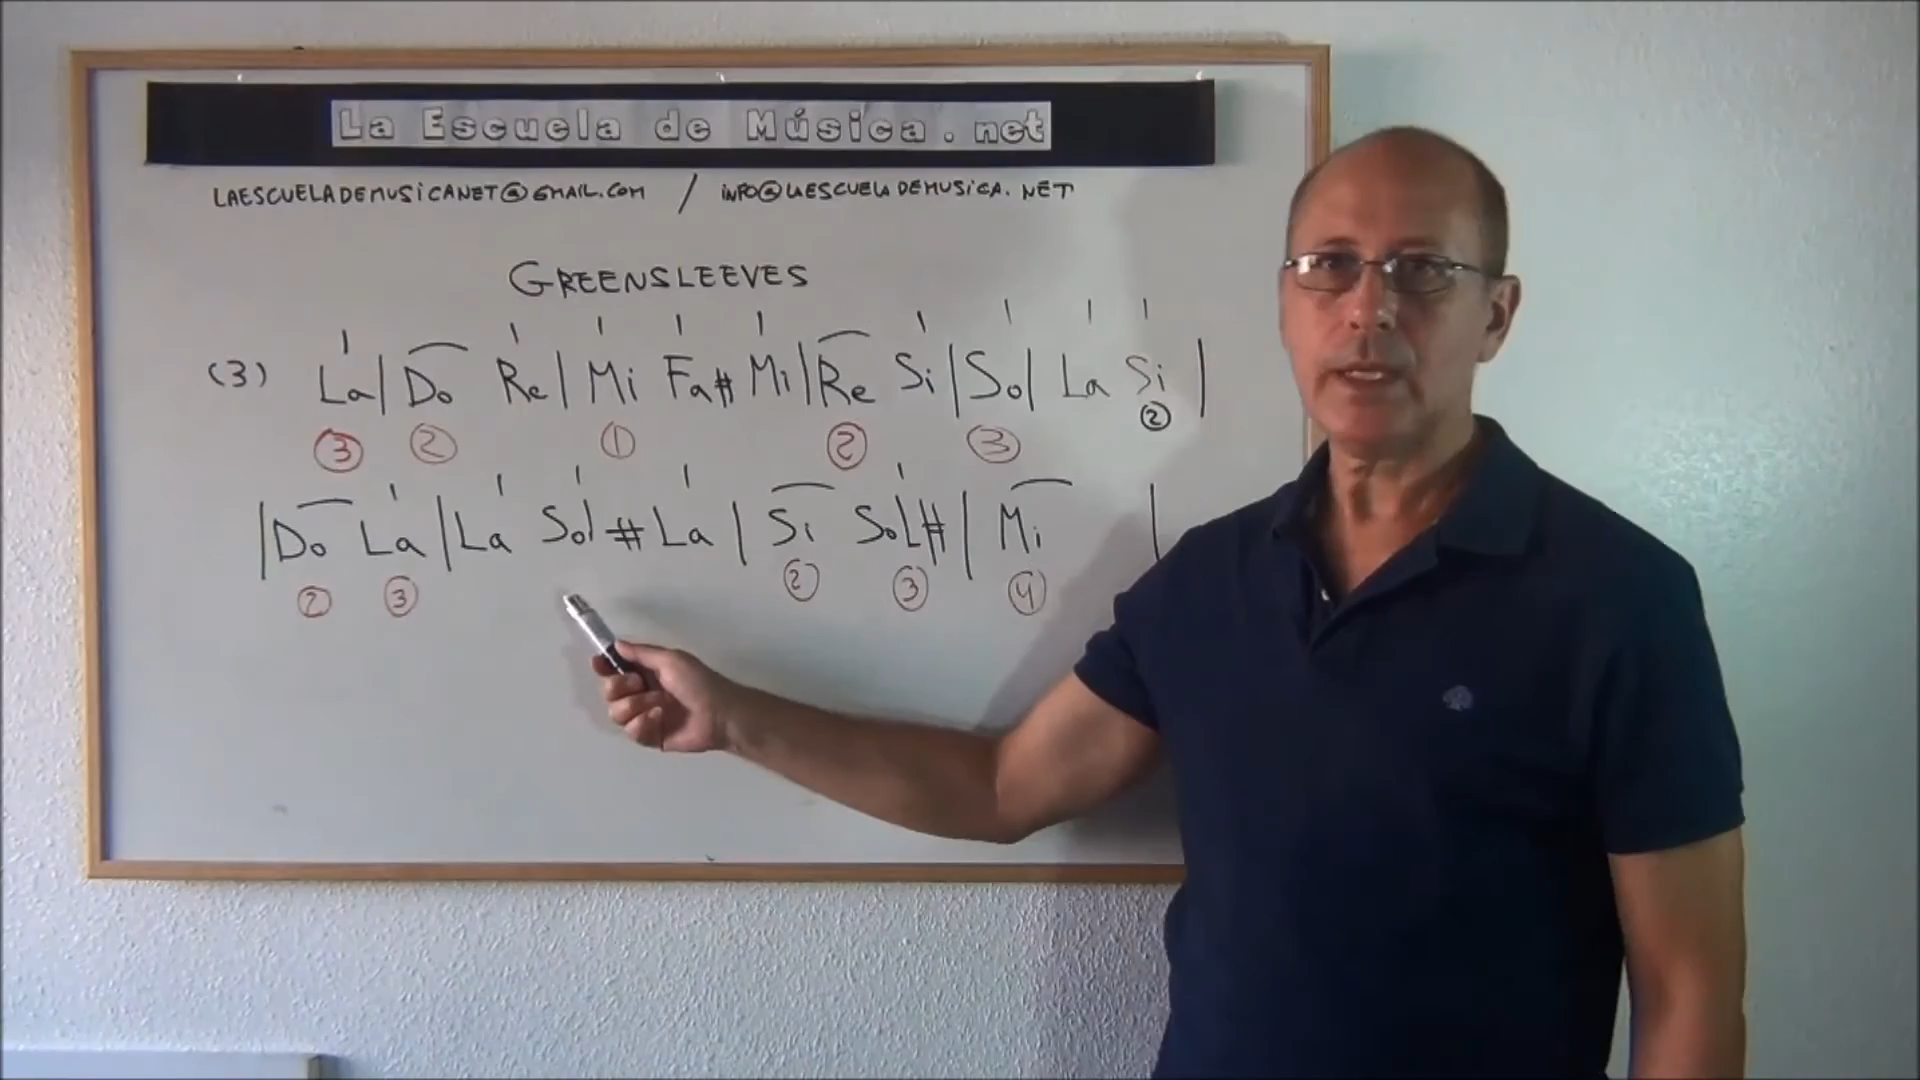 La Escuela de Música.net
LAESCUELADEMUSICANET@GMAIL.COM / INFO@LAESCUELADEMUSICA.NET
GREENSLEEVES
(3) La | Do Re | Mi Fa# Mi | Re Si | Sol La Si |
3 2 1 2 3 2
| Do La | La Sol # La | Si Sol# | Mi |
2 3 2 3 4